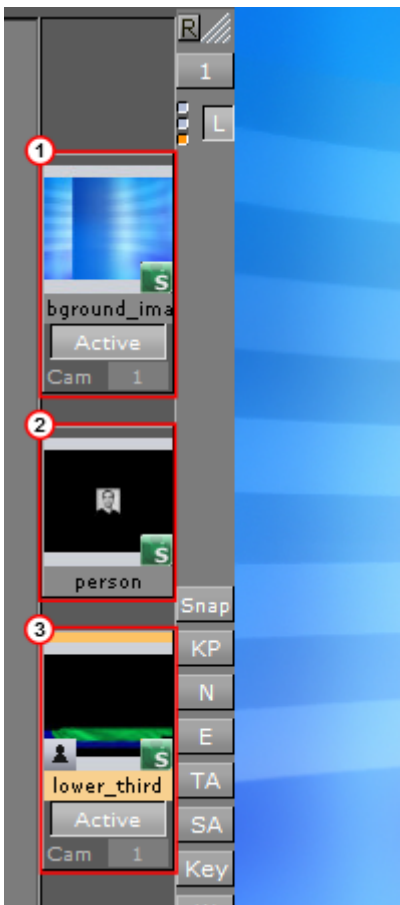 R
1
L
1
S
bground_ima
Active
Cam 1
2
S
person
3
S
lower_third
Active
Cam 1
Snap
KP
N
E
TA
SA
Key